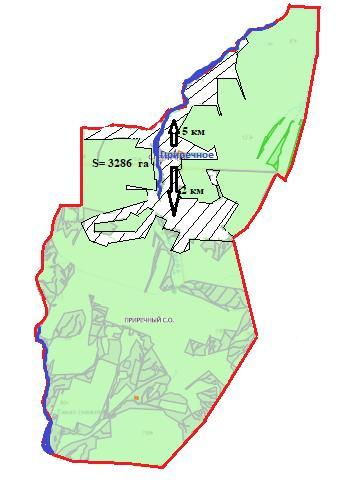 5 км
Приречное
S= 3286 га
2 км
ПРИРЕЧНЫЙ С.О.